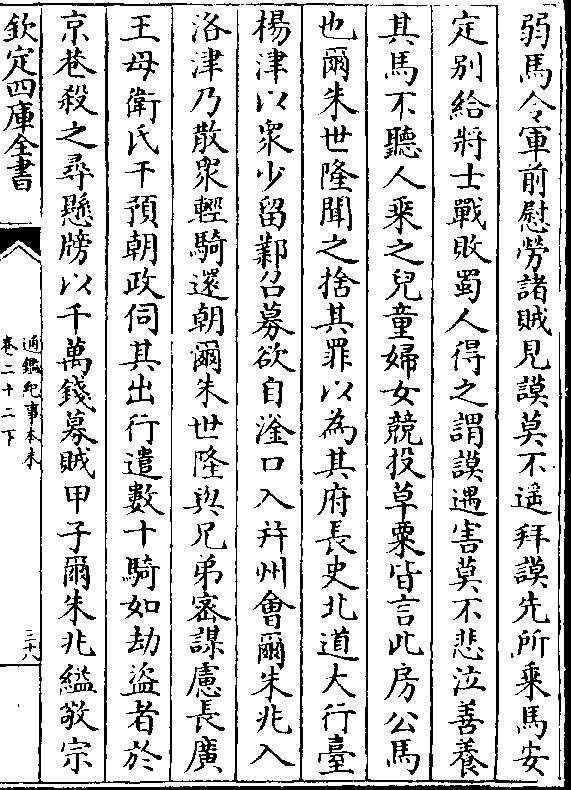 弱馬令軍前慰勞諸賊見謨莫不遥拜謨先所乗馬安
定别給將士戰敗蜀人得之謂謨遇害莫不悲泣善養
其馬不聽人乗之兒童婦女競投草粟皆言此房公馬
也爾朱世隆聞之捨其罪以為其府長史北道大行臺
楊津以衆少留鄴召募欲自滏口入并州會爾朱兆入
洛津乃散衆輕騎還朝爾朱世隆與兄弟密謀慮長廣
王母衛氏干預朝政伺其出行遣數十騎如劫盜者於
京巷殺之尋懸牓以千萬錢募賊甲子爾朱兆縊敬宗
欽定四庫全書
通鑑紀事本末
卷二十二下
三十八